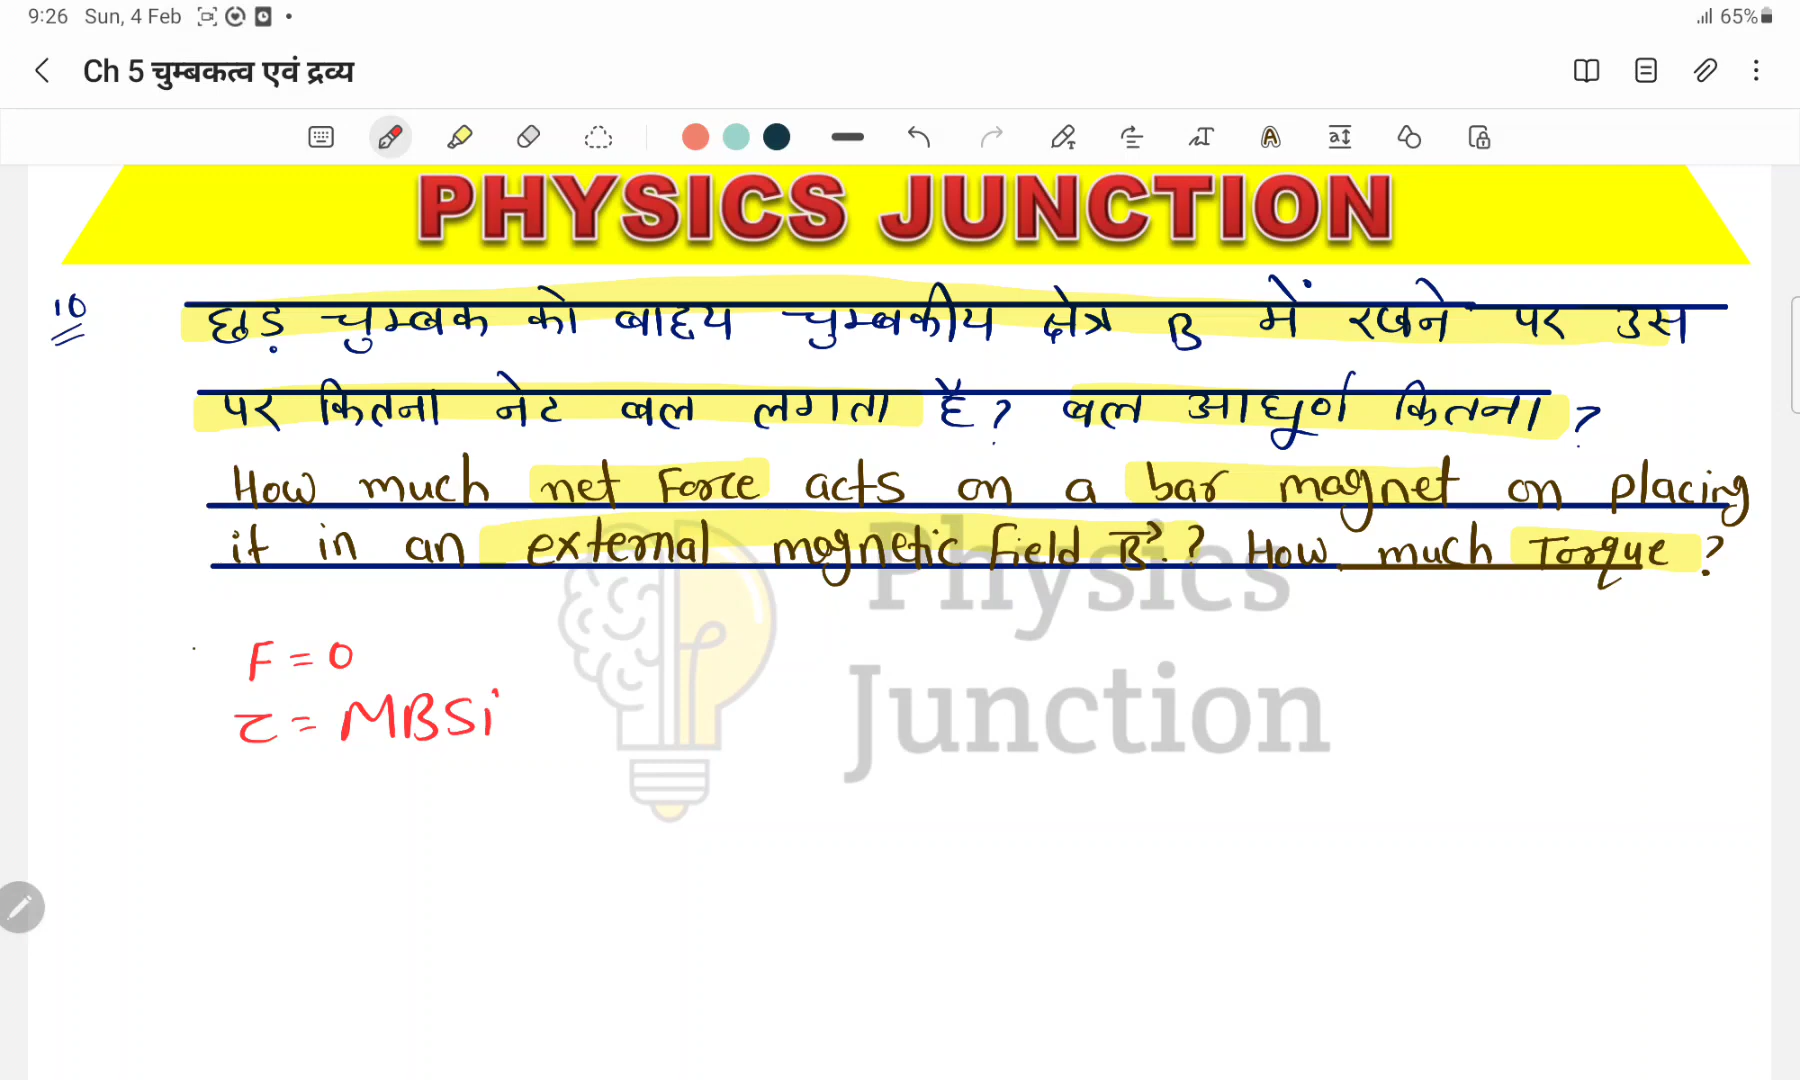 9:26 Sun, 4 Feb
65%
Ch 5 चुम्बकत्व एवं द्रव्य
PHYSICS JUNCTION
10 छड़ चुम्बक को बाह्य चुम्बकीय क्षेत्र B में रखने पर उस
पर कितना नेट बल लगता है? बल आघूर्ण कितना?
How much net Force acts on a bar magnet on placing
it in an external magnetic field B⃗? How much Torque?
Physics
Junction
F = 0
τ = MBSi